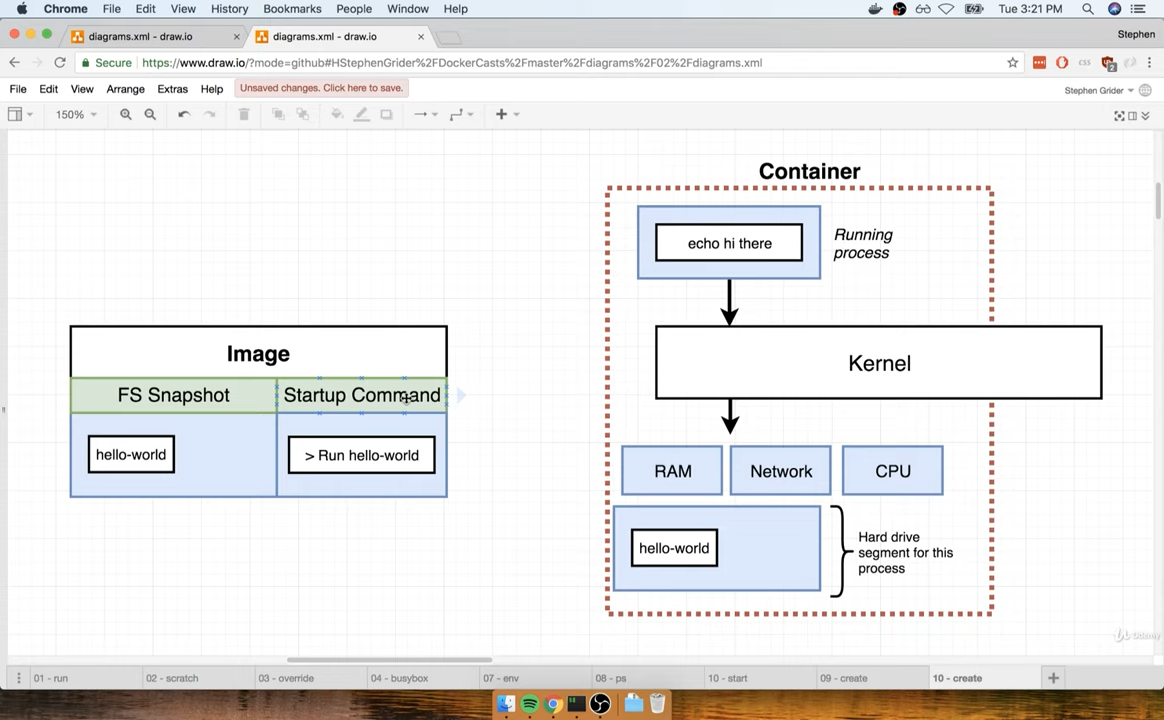 Chrome File Edit View History Bookmarks People Window Help Tue 3:21 PM
diagrams.xml - draw.io diagrams.xml - draw.io Stephen
Secure https://www.draw.io/?mode=github#HStephenGrider%2FDockerCasts%2Fmaster%2Fdiagrams%2F02%2Fdiagrams.xml
File Edit View Arrange Extras Help Unsaved changes. Click here to save. Stephen Grider
150%
Container
echo hi there
Running
process
Kernel
Image
FS Snapshot Startup Command
hello-world > Run hello-world
RAM Network CPU
hello-world
Hard drive
segment for this
process
Udemy
01 - run 02 - scratch 03 - override 04 - busybox 07 - env 08 - ps 10 - start 09 - create 10 - create